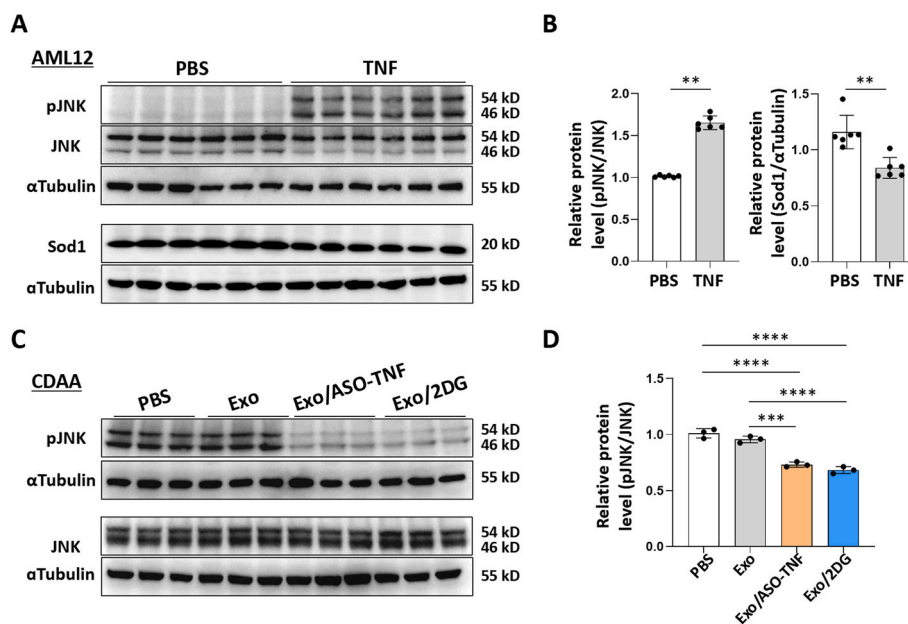 A
AML12
PBS TNF
pJNK 54 kD
46 kD
JNK 54 kD
46 kD
αTubulin 55 kD
Sod1 20 kD
αTubulin 55 kD
B
Relative protein
level (pJNK/JNK)
2.0
1.5
1.0
0.5
0.0
**
PBS TNF
Relative protein
level (Sod1/αTubulin)
1.5
1.0
0.5
0.0
**
PBS TNF
C
CDAA
PBS Exo Exo/ASO-TNF Exo/2DG
pJNK 54 kD
46 kD
αTubulin 55 kD
JNK 54 kD
46 kD
αTubulin 55 kD
D
****
****
****
***
Relative protein
level (pJNK/JNK)
1.5
1.0
0.5
0.0
PBS Exo Exo/ASO-TNF Exo/2DG